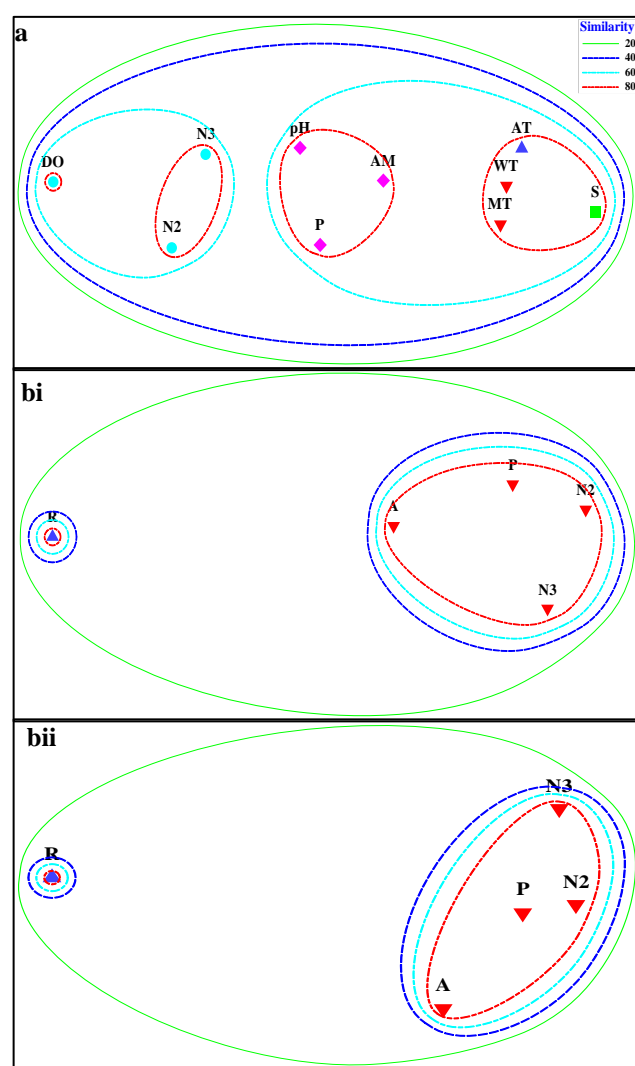 a
Similarity
20
40
60
80
pH
AT
N3
DO
AM
WT
MT
S
P
N2
bi
P
N2
R
A
N3
bii
N3
R
P
N2
A